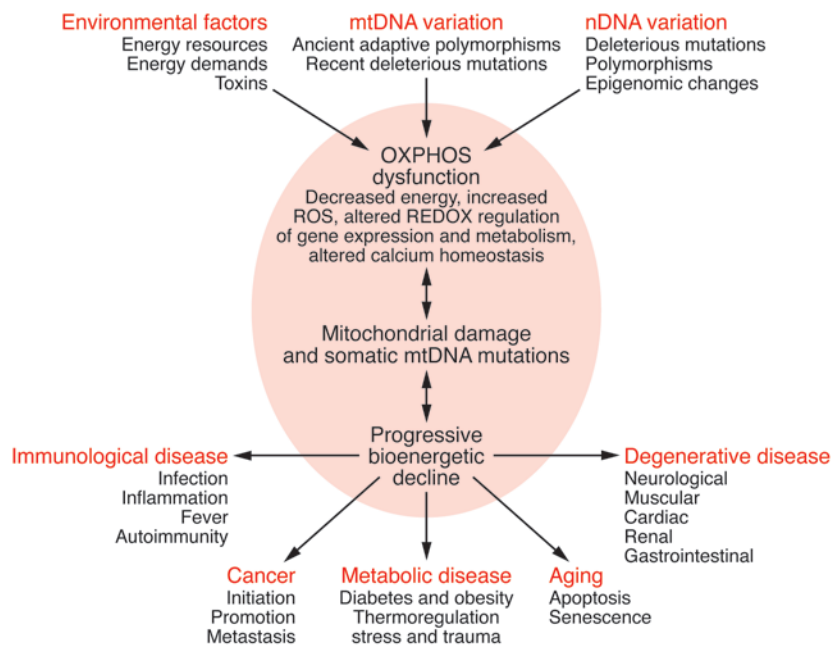 Environmental factors
Energy resources
Energy demands
Toxins
mtDNA variation
Ancient adaptive polymorphisms
Recent deleterious mutations
nDNA variation
Deleterious mutations
Polymorphisms
Epigenomic changes
OXPHOS
dysfunction
Decreased energy, increased
ROS, altered REDOX regulation
of gene expression and metabolism,
altered calcium homeostasis
Mitochondrial damage
and somatic mtDNA mutations
Progressive
bioenergetic
decline
Immunological disease
Infection
Inflammation
Fever
Autoimmunity
Degenerative disease
Neurological
Muscular
Cardiac
Renal
Gastrointestinal
Cancer
Initiation
Promotion
Metastasis
Metabolic disease
Diabetes and obesity
Thermoregulation
stress and trauma
Aging
Apoptosis
Senescence